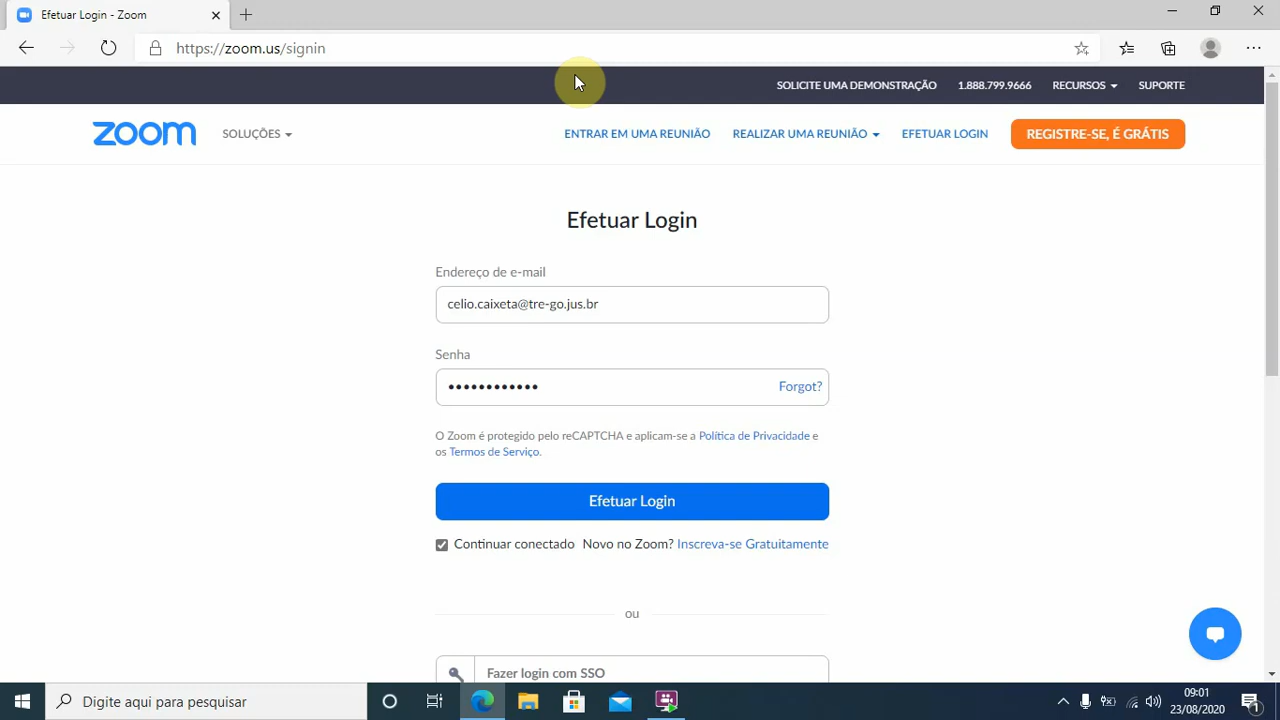 Efetuar Login - Zoom
https://zoom.us/signin
SOLICITE UMA DEMONSTRAÇÃO 1.888.799.9666 RECURSOS SUPORTE
zoom SOLUÇÕES ENTRAR EM UMA REUNIÃO REALIZAR UMA REUNIÃO EFETUAR LOGIN REGISTRE-SE, É GRÁTIS
Efetuar Login
Endereço de e-mail
celio.caixeta@tre-go.jus.br
Senha
•••••••••••• Forgot?
O Zoom é protegido pelo reCAPTCHA e aplicam-se a Política de Privacidade e
os Termos de Serviço.
Efetuar Login
Continuar conectado Novo no Zoom? Inscreva-se Gratuitamente
ou
Fazer login com SSO
Digite aqui para pesquisar
09:01
23/08/2020
1